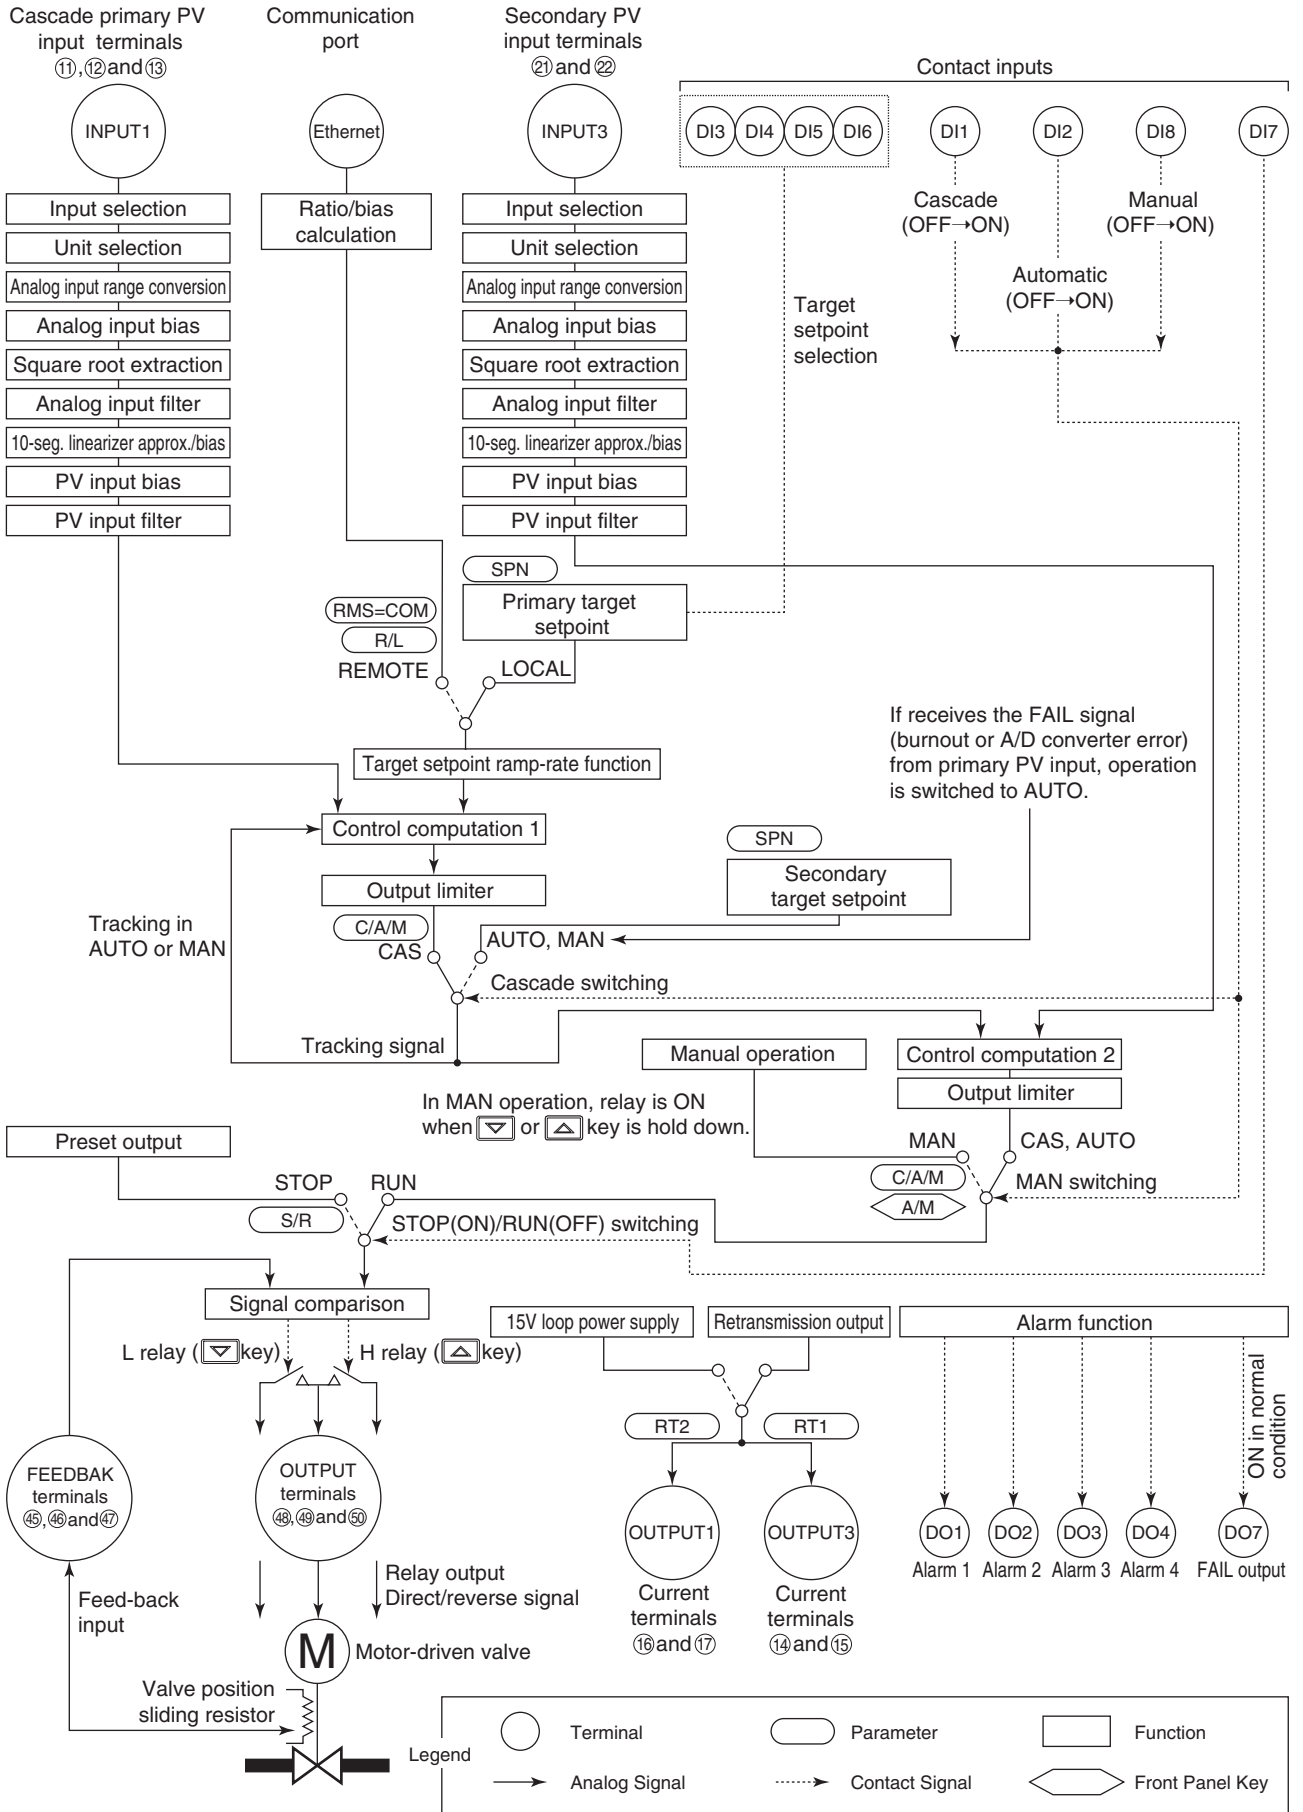 Cascade primary PV
input terminals
⑪,⑫and⑬
Communication
port
Secondary PV
input terminals
㉑and㉒
Contact inputs
INPUT1
Ethernet
INPUT3
DI3
DI4
DI5
DI6
DI1
DI2
DI8
DI7
Input selection
Unit selection
Analog input range conversion
Analog input bias
Square root extraction
Analog input filter
10-seg. linearizer approx./bias
PV input bias
PV input filter
Ratio/bias
calculation
Input selection
Unit selection
Analog input range conversion
Analog input bias
Square root extraction
Analog input filter
10-seg. linearizer approx./bias
PV input bias
PV input filter
Cascade
(OFF→ON)
Manual
(OFF→ON)
Automatic
(OFF→ON)
Target
setpoint
selection
SPN
Primary target
setpoint
RMS=COM
R/L
REMOTE
LOCAL
If receives the FAIL signal
(burnout or A/D converter error)
from primary PV input, operation
is switched to AUTO.
Target setpoint ramp-rate function
Control computation 1
SPN
Secondary
target setpoint
Output limiter
Tracking in
AUTO or MAN
C/A/M
CAS
AUTO, MAN
Cascade switching
Tracking signal
Manual operation
Control computation 2
Output limiter
In MAN operation, relay is ON
when ▽ or △ key is hold down.
Preset output
MAN
CAS, AUTO
C/A/M
A/M
MAN switching
STOP
RUN
S/R
STOP(ON)/RUN(OFF) switching
Signal comparison
L relay (▽key)
H relay (△key)
15V loop power supply
Retransmission output
Alarm function
RT2
RT1
ON in normal
condition
FEEDBAK
terminals
㊺,㊻and㊼
OUTPUT
terminals
㊽,㊾and㊿
OUTPUT1
OUTPUT3
DO1
DO2
DO3
DO4
DO7
Alarm 1
Alarm 2
Alarm 3
Alarm 4
FAIL output
Current
terminals
⑯and⑰
Current
terminals
⑭and⑮
Feed-back
input
Relay output
Direct/reverse signal
M
Motor-driven valve
Valve position
sliding resistor
Legend
Terminal
Parameter
Function
Analog Signal
Contact Signal
Front Panel Key